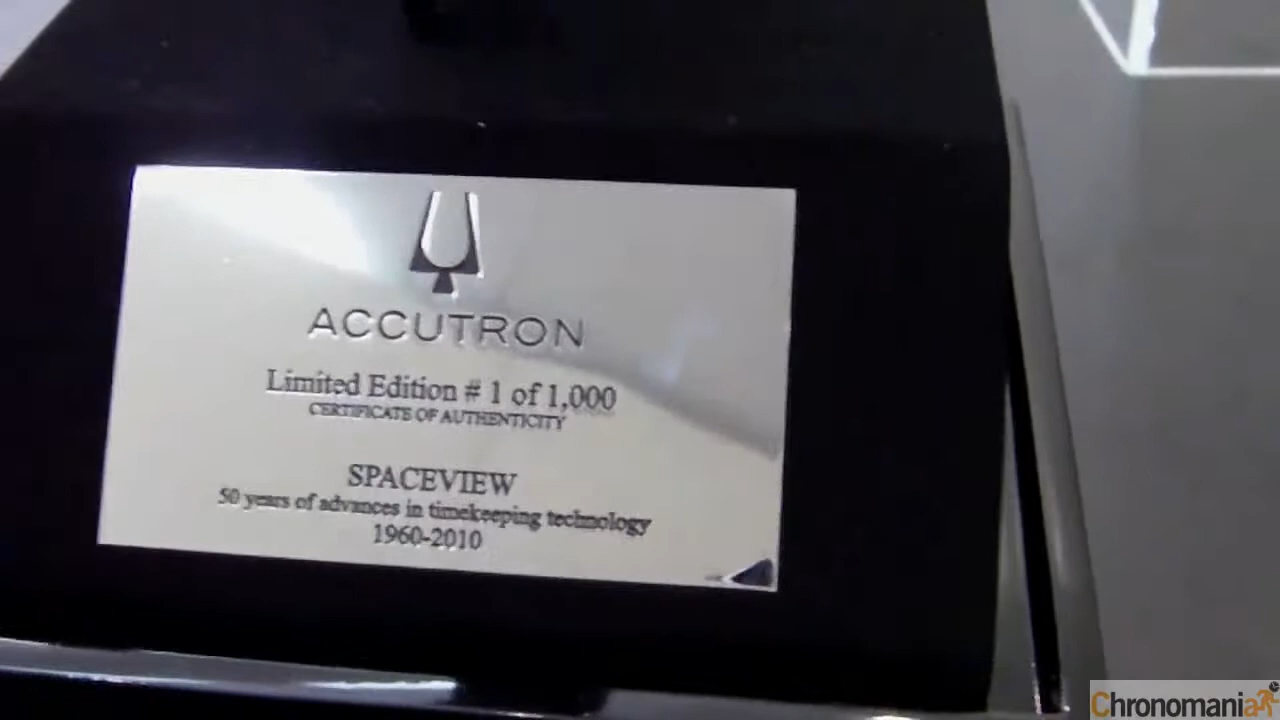 ACCUTRON
Limited Edition # 1 of 1,000
CERTIFICATE OF AUTHENTICITY
SPACEVIEW
50 years of advances in timekeeping technology
1960-2010
Chronomania